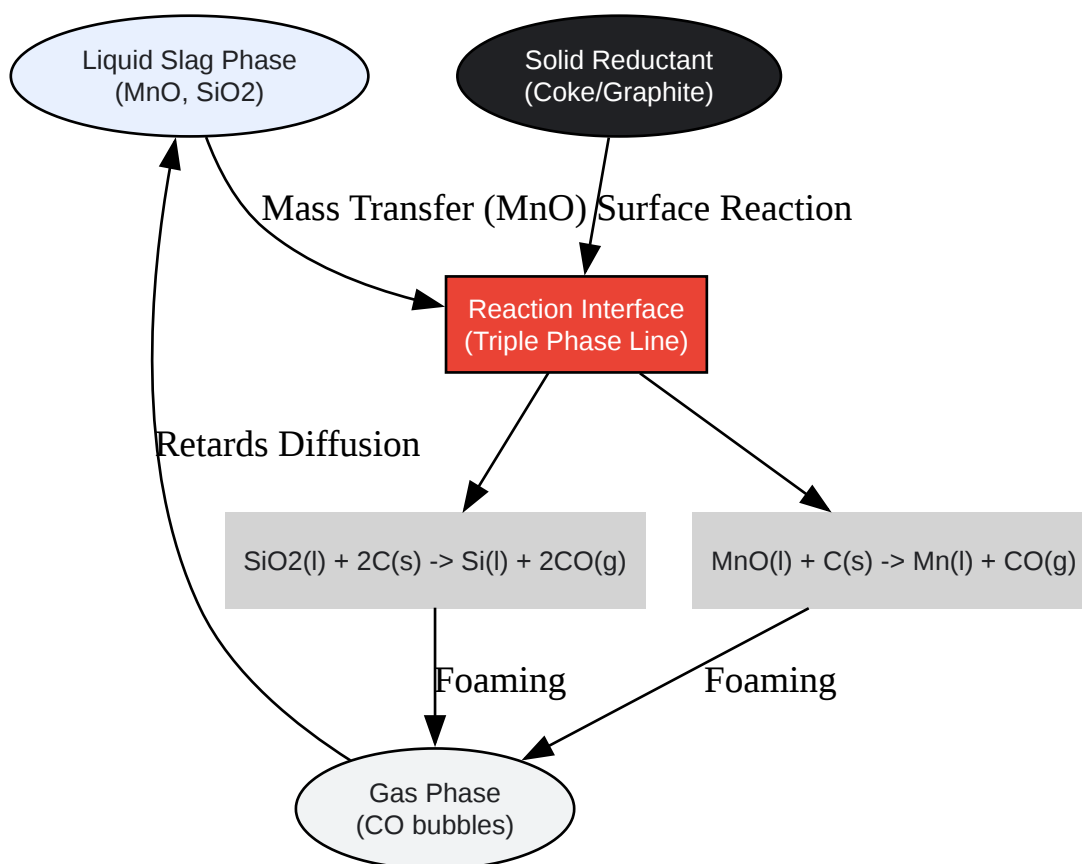 Liquid Slag Phase
(MnO, SiO2)
Solid Reductant
(Coke/Graphite)
Mass Transfer (MnO)
Surface Reaction
Reaction Interface
(Triple Phase Line)
Retards Diffusion
SiO2(l) + 2C(s) -> Si(l) + 2CO(g)
MnO(l) + C(s) -> Mn(l) + CO(g)
Foaming
Foaming
Gas Phase
(CO bubbles)